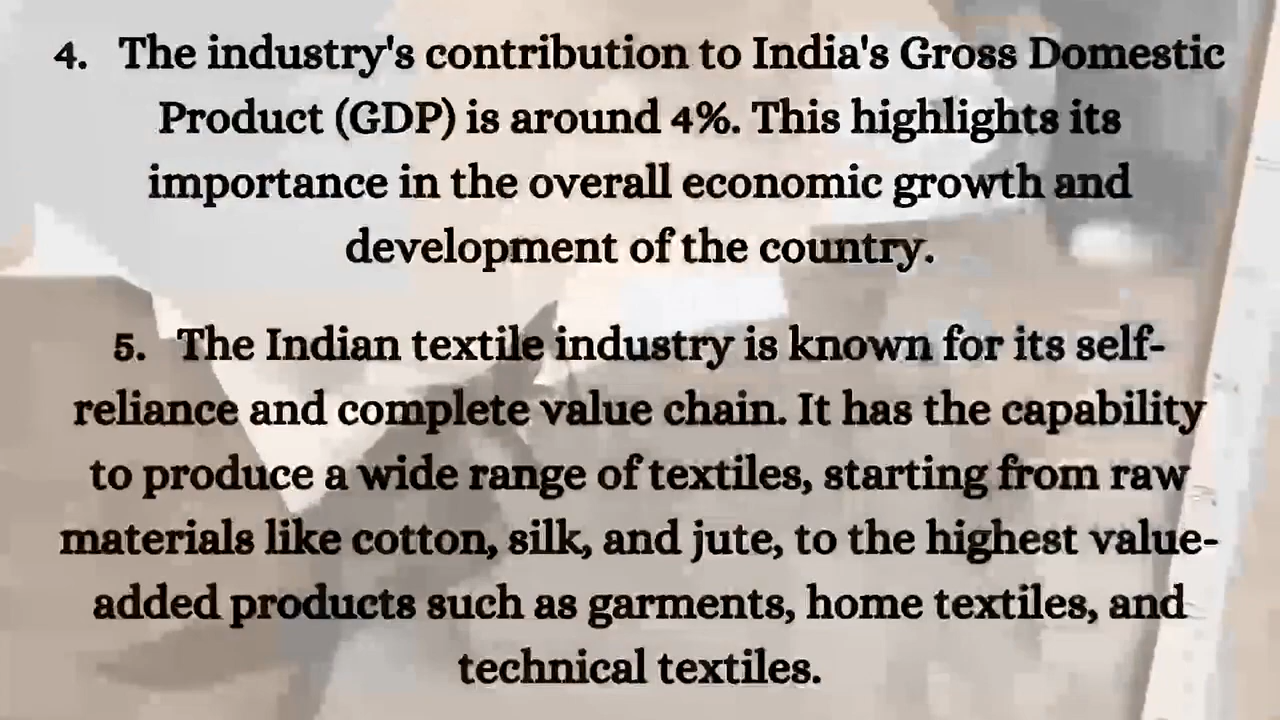 4. The industry's contribution to India's Gross Domestic
Product (GDP) is around 4%. This highlights its
importance in the overall economic growth and
development of the country.
5. The Indian textile industry is known for its self-
reliance and complete value chain. It has the capability
to produce a wide range of textiles, starting from raw
materials like cotton, silk, and jute, to the highest value-
added products such as garments, home textiles, and
technical textiles.